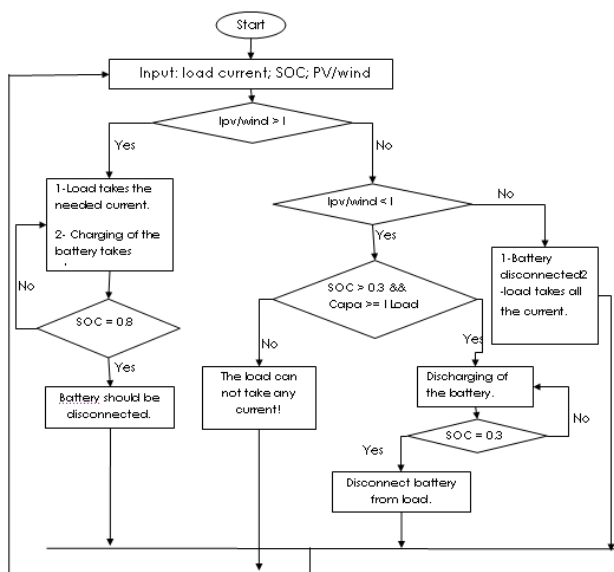 Start
Input: load current; SOC; PV/wind
Ipv/wind > I
Yes
No
1-Load takes the
needed current.
2- Charging of the
battery takes
Ipv/wind < I
No
Yes
1-Battery
disconnected2
-load takes all
the current.
No
SOC > 0.3 &&
Capa >= I Load
SOC = 0.8
No
Yes
Yes
Battery should be
disconnected.
The load can
not take any
current!
Discharging of
the battery.
No
SOC = 0.3
Yes
Disconnect battery
from load.